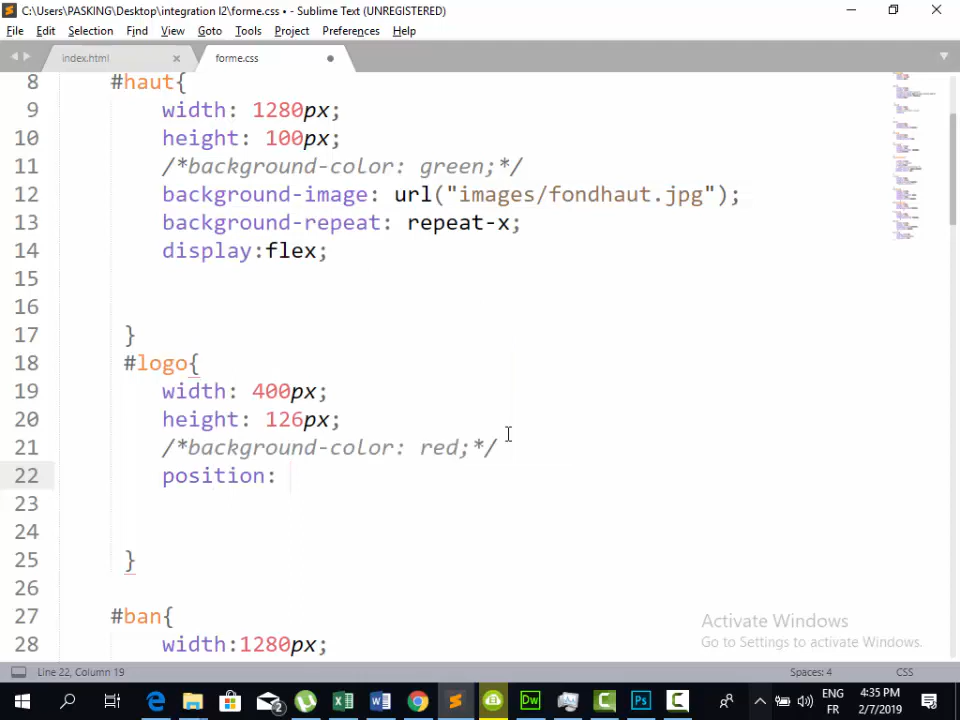 C:\Users\PASKING\Desktop\integration l2\forme.css • - Sublime Text (UNREGISTERED)
File Edit Selection Find View Goto Tools Project Preferences Help
index.html forme.css
8 #haut{
9 width: 1280px;
10 height: 100px;
11 /*background-color: green;*/
12 background-image: url("images/fondhaut.jpg");
13 background-repeat: repeat-x;
14 display:flex;
15
16
17 }
18 #logo{
19 width: 400px;
20 height: 126px;
21 /*background-color: red;*/
22 position:
23
24
25 }
26
27 #ban{
28 width:1280px;
Activate Windows
Go to Settings to activate Windows.
Line 22, Column 19 Spaces: 4 CSS
ENG 4:35 PM
FR 2/7/2019